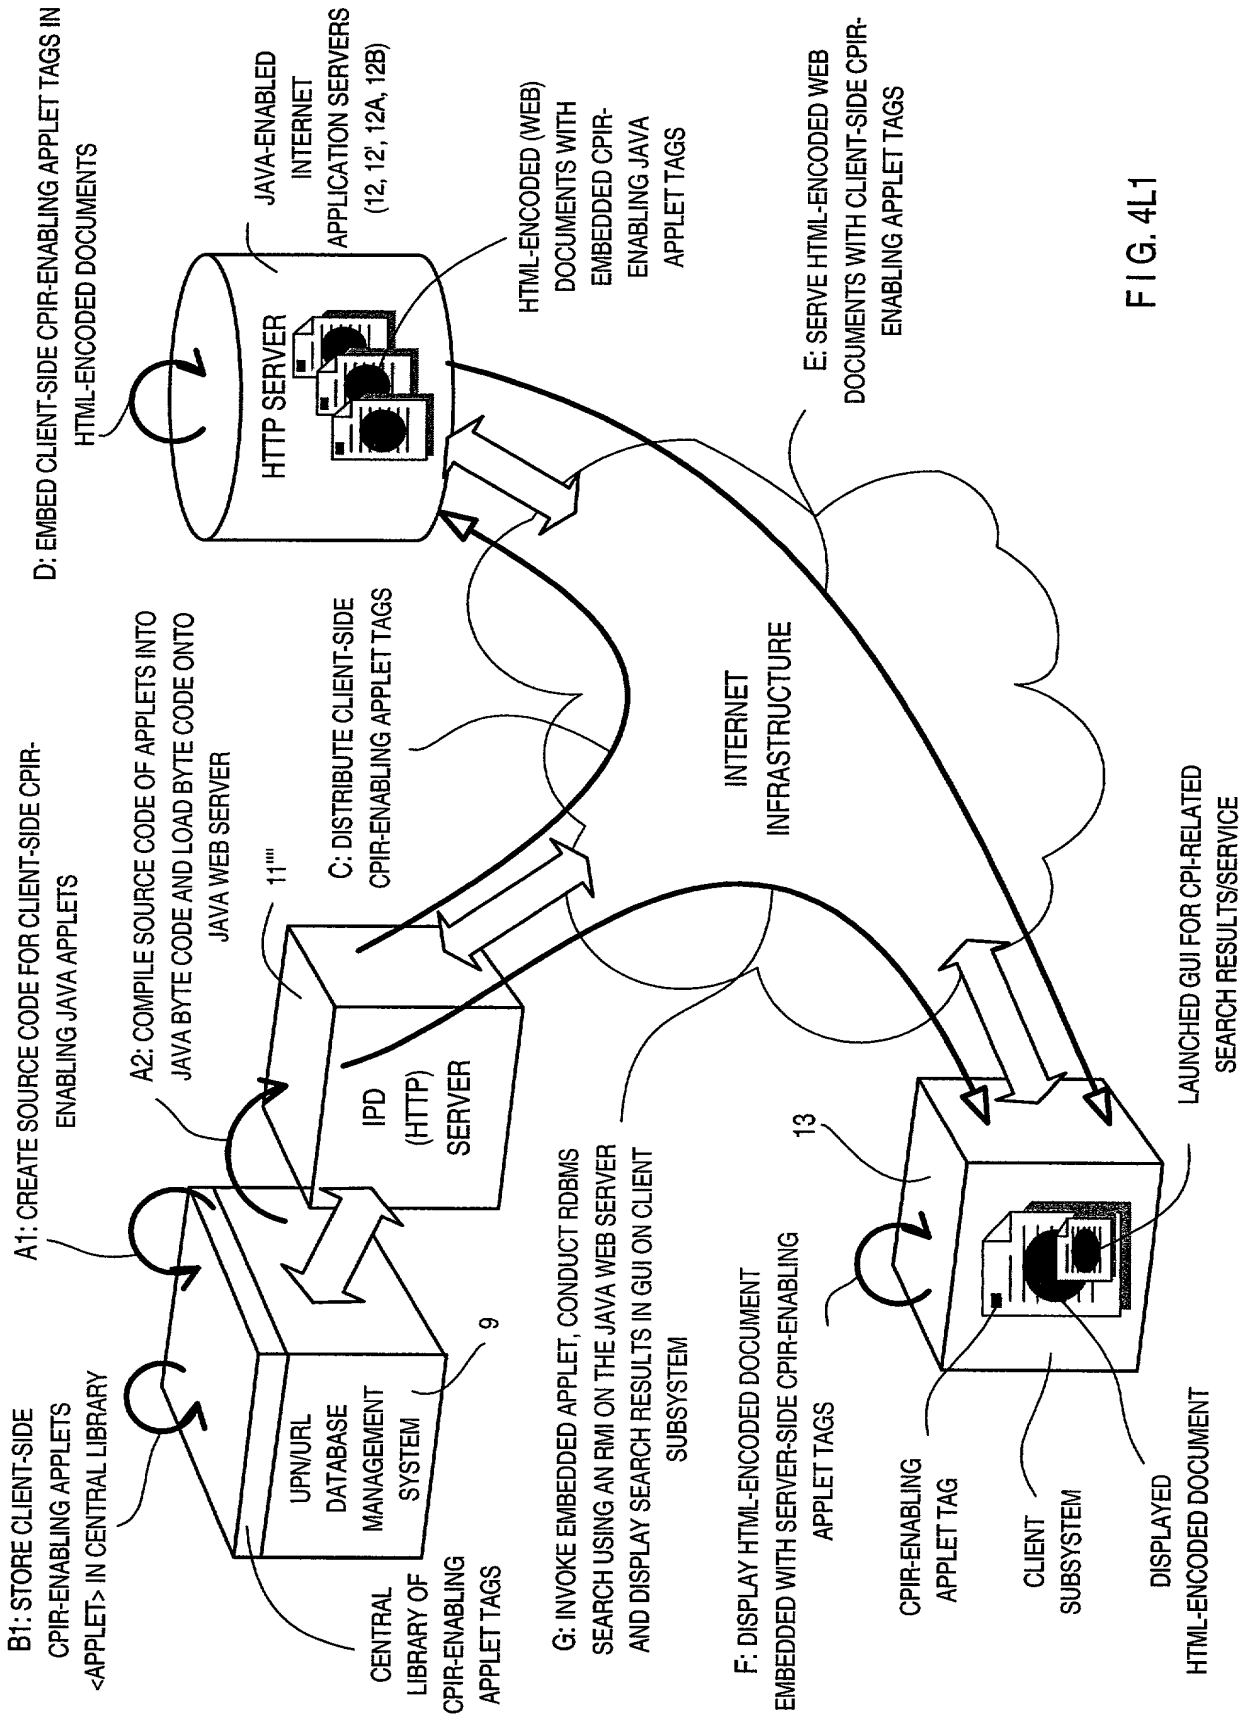 B1: STORE CLIENT-SIDE
CPIR-ENABLING APPLETS
<APPLET> IN CENTRAL LIBRARY
A1: CREATE SOURCE CODE FOR CLIENT-SIDE CPIR-
ENABLING JAVA APPLETS
A2: COMPILE SOURCE CODE OF APPLETS INTO
JAVA BYTE CODE AND LOAD BYTE CODE ONTO
JAVA WEB SERVER
D: EMBED CLIENT-SIDE CPIR-ENABLING APPLET TAGS IN
HTML-ENCODED DOCUMENTS
JAVA-ENABLED
INTERNET
APPLICATION SERVERS
(12, 12', 12A, 12B)
HTTP SERVER
HTML-ENCODED (WEB)
DOCUMENTS WITH
EMBEDDED CPIR-
ENABLING JAVA
APPLET TAGS
11""
IPD
(HTTP)
SERVER
C: DISTRIBUTE CLIENT-SIDE
CPIR-ENABLING APPLET TAGS
UPN/URL
DATABASE
MANAGEMENT
SYSTEM
9
CENTRAL
LIBRARY OF
CPIR-ENABLING
APPLET TAGS
G: INVOKE EMBEDDED APPLET, CONDUCT RDBMS
SEARCH USING AN RMI ON THE JAVA WEB SERVER
AND DISPLAY SEARCH RESULTS IN GUI ON CLIENT
SUBSYSTEM
INTERNET
INFRASTRUCTURE
E: SERVE HTML-ENCODED WEB
DOCUMENTS WITH CLIENT-SIDE CPIR-
ENABLING APPLET TAGS
F: DISPLAY HTML-ENCODED DOCUMENT
EMBEDDED WITH SERVER-SIDE CPIR-ENABLING
APPLET TAGS
13
CPIR-ENABLING
APPLET TAG
CLIENT
SUBSYSTEM
DISPLAYED
HTML-ENCODED DOCUMENT
LAUNCHED GUI FOR CPI-RELATED
SEARCH RESULTS/SERVICE
FIG. 4L1